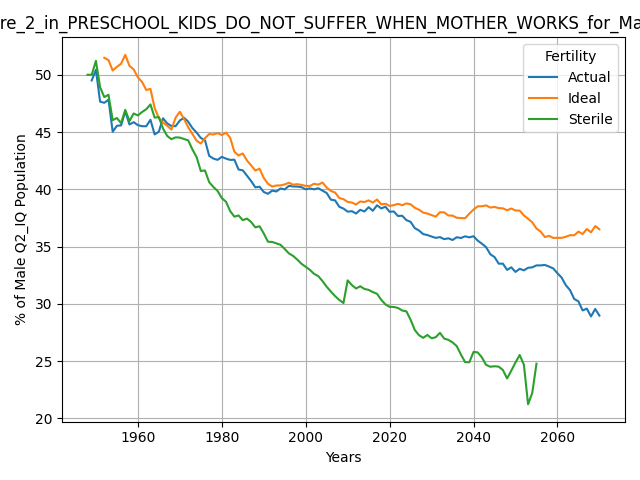 re_2_in_PRESCHOOL_KIDS_DO_NOT_SUFFER_WHEN_MOTHER_WORKS_for_Ma
Fertility
Actual
Ideal
Sterile
% of Male Q2_IQ Population
50
45
40
35
30
25
20
1960
1980
2000
2020
2040
2060
Years